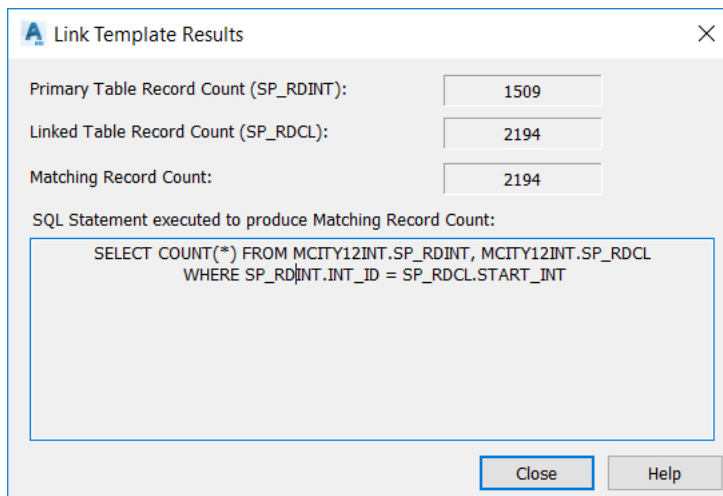 Link Template Results
Primary Table Record Count (SP_RDINT): 1509
Linked Table Record Count (SP_RDCL): 2194
Matching Record Count: 2194
SQL Statement executed to produce Matching Record Count:
SELECT COUNT(*) FROM MCITY12INT.SP_RDINT, MCITY12INT.SP_RDCL
WHERE SP_RDINT.INT_ID = SP_RDCL.START_INT
Close Help